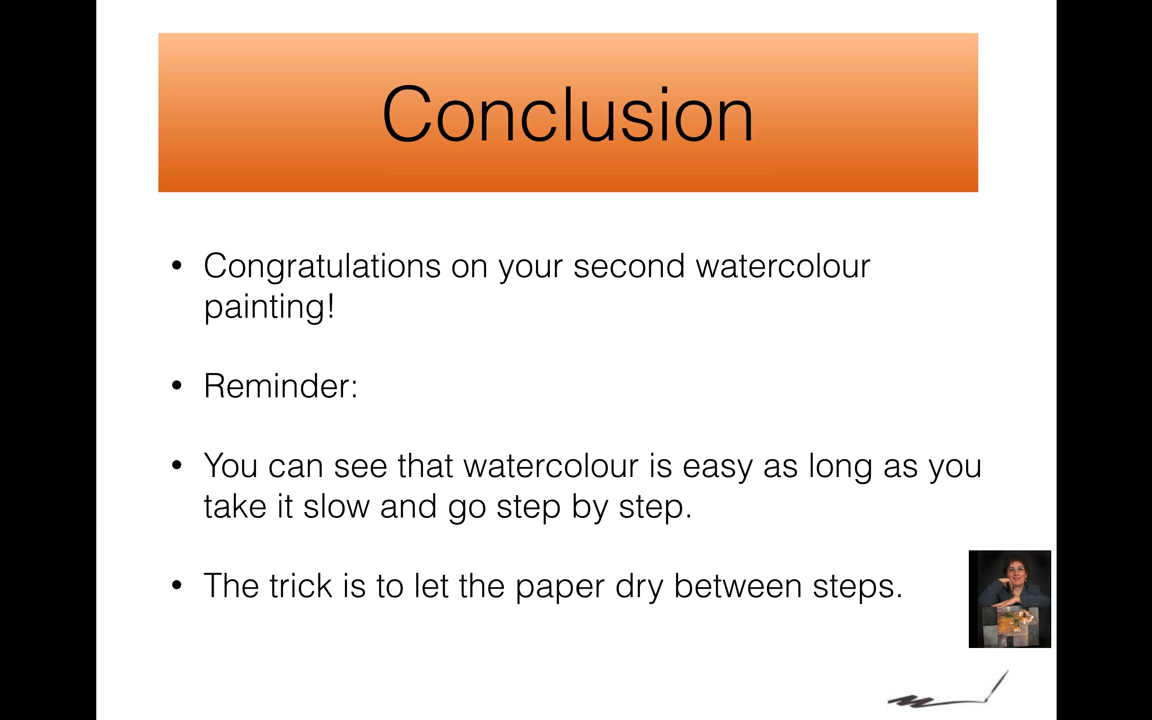 Conclusion
• Congratulations on your second watercolour
painting!
• Reminder:
• You can see that watercolour is easy as long as you
take it slow and go step by step.
• The trick is to let the paper dry between steps.